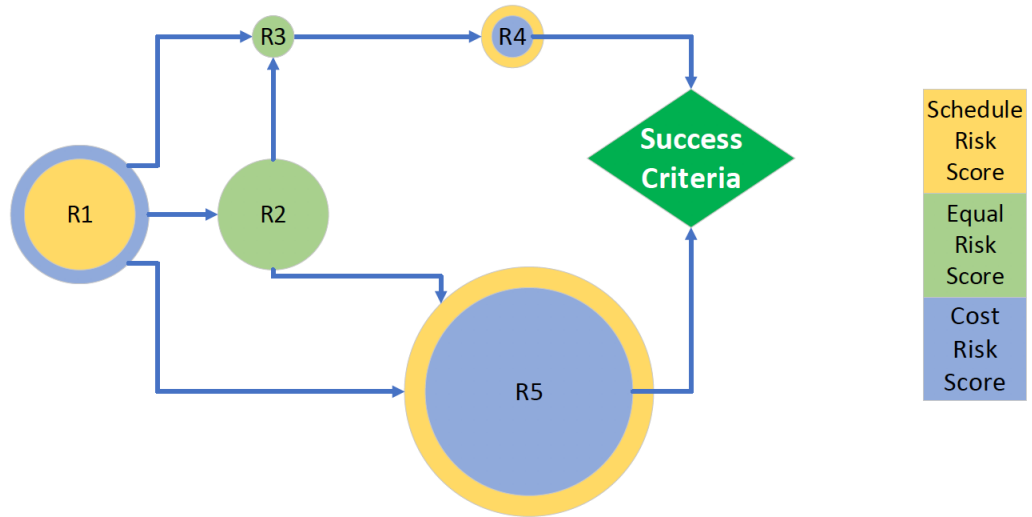 R3
R4
Success
Criteria
R1
R2
R5
Schedule
Risk
Score
Equal
Risk
Score
Cost
Risk
Score